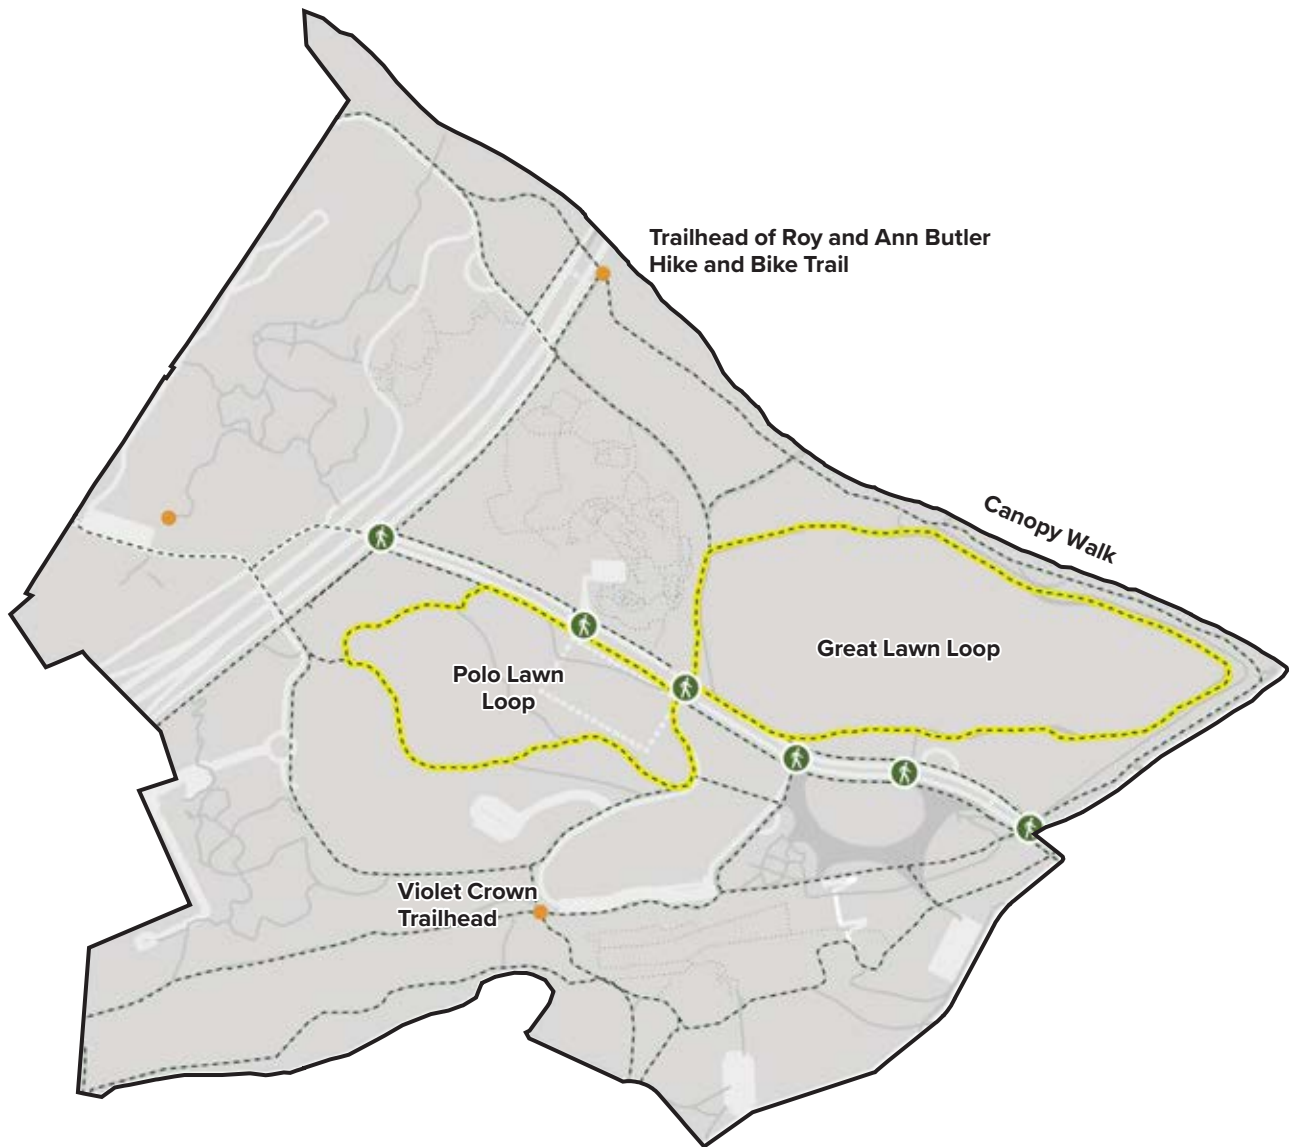 Trailhead of Roy and Ann Butler
Hike and Bike Trail
Canopy Walk
Great Lawn Loop
Polo Lawn
Loop
Violet Crown
Trailhead